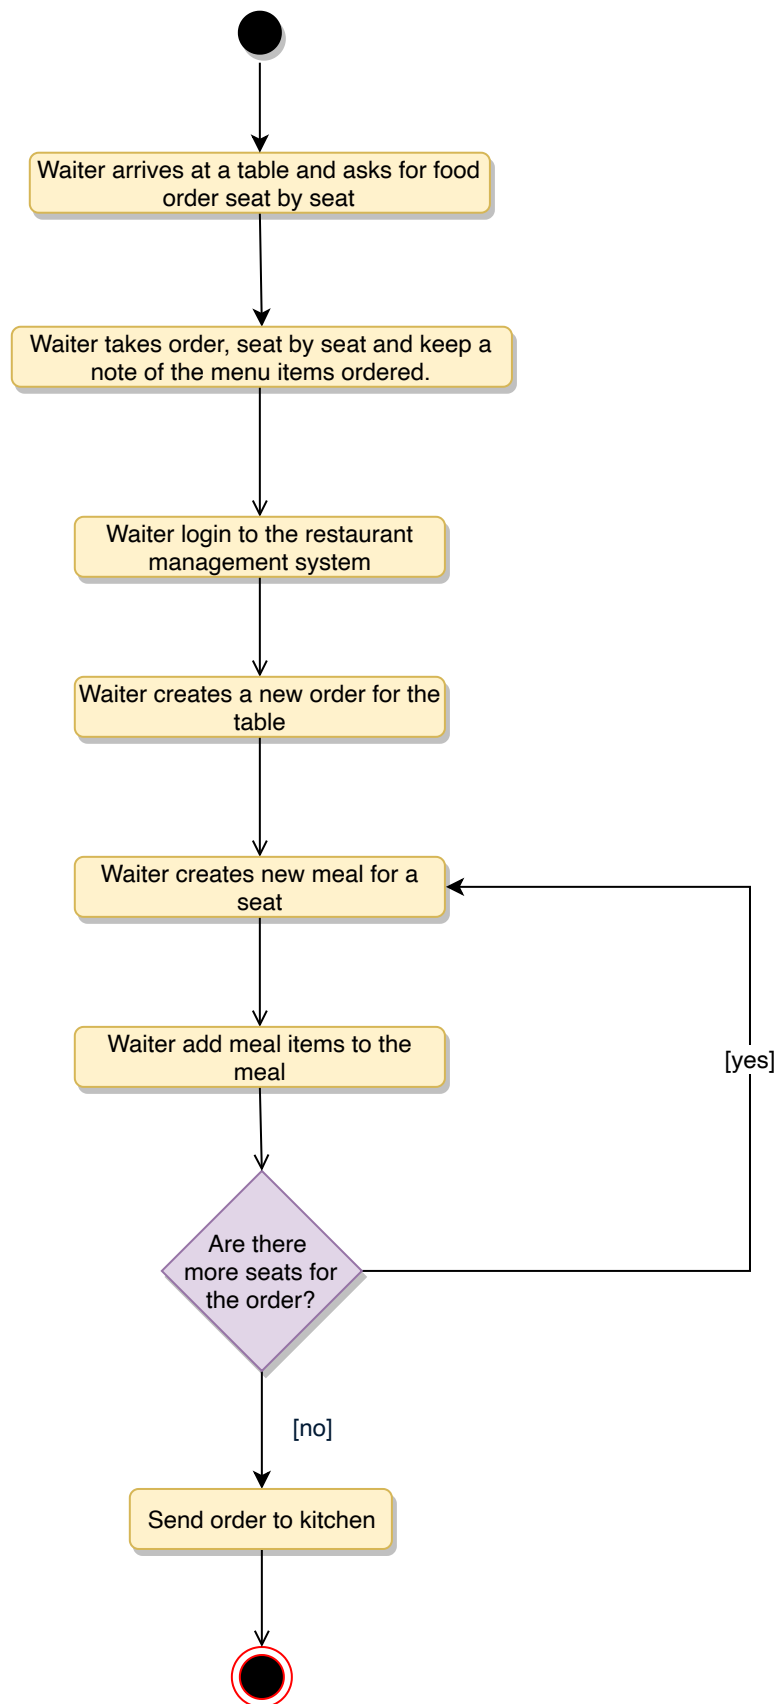 Waiter arrives at a table and asks for food
order seat by seat
Waiter takes order, seat by seat and keep a
note of the menu items ordered.
Waiter login to the restaurant
management system
Waiter creates a new order for the
table
Waiter creates new meal for a
seat
Waiter add meal items to the
meal
[yes]
Are there
more seats for
the order?
[no]
Send order to kitchen